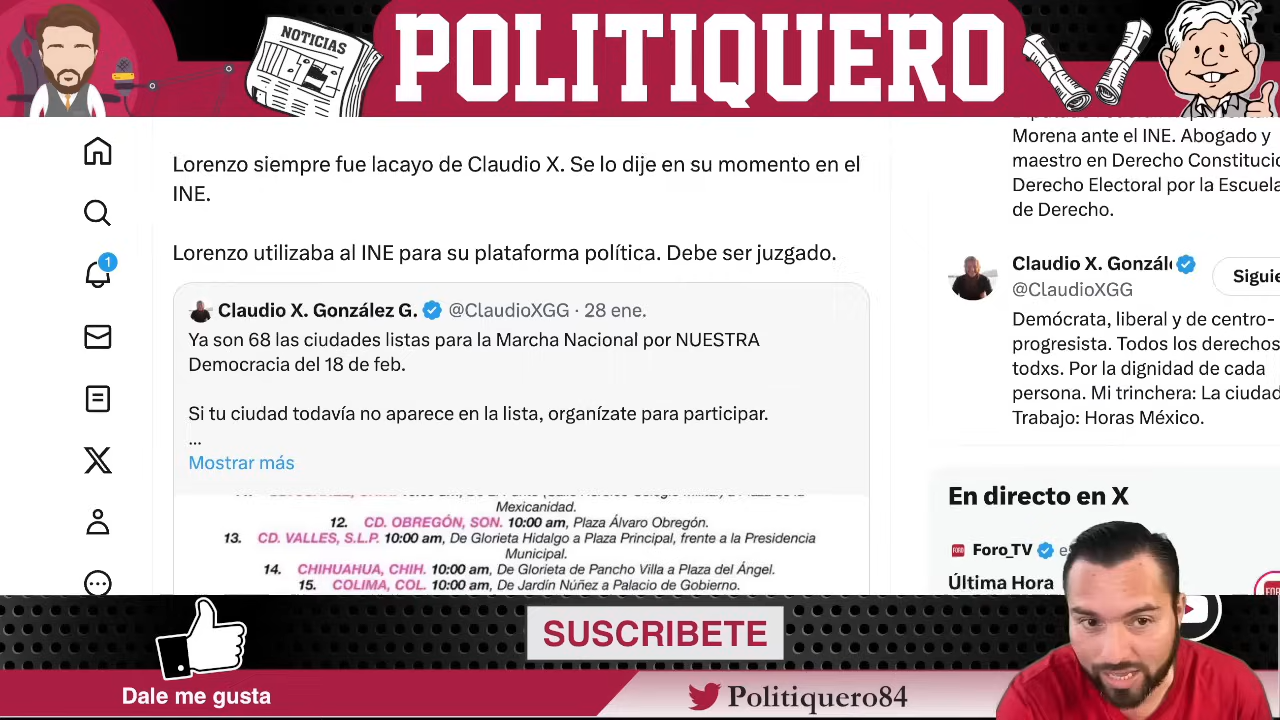 NOTICIAS
POLITIQUERO
Lorenzo siempre fue lacayo de Claudio X. Se lo dije en su momento en el
INE.
Lorenzo utilizaba al INE para su plataforma política. Debe ser juzgado.
Claudio X. González G. @ClaudioXGG · 28 ene.
Ya son 68 las ciudades listas para la Marcha Nacional por NUESTRA
Democracia del 18 de feb.
Si tu ciudad todavía no aparece en la lista, organízate para participar.
...
Mostrar más
Mexicanidad.
12. CD. OBREGÓN, SON. 10:00 am, Plaza Álvaro Obregón.
13. CD. VALLES, S.L.P. 10:00 am, De Glorieta Hidalgo a Plaza Principal, frente a la Presidencia
Municipal.
14. CHIHUAHUA, CHIH. 10:00 am, De Glorieta de Pancho Villa a Plaza del Ángel.
15. COLIMA, COL. 10:00 am, De Jardín Núñez a Palacio de Gobierno.
1
Morena ante el INE. Abogado y
maestro en Derecho Constitucio
Derecho Electoral por la Escuela
de Derecho.
Claudio X. Gonzál
@ClaudioXGG
Siguie
Demócrata, liberal y de centro-
progresista. Todos los derechos
todxs. Por la dignidad de cada
persona. Mi trinchera: La ciudad
Trabajo: Horas México.
En directo en X
Foro_TV e
Última Hora
SUSCRIBETE
Dale me gusta
Politiquero84